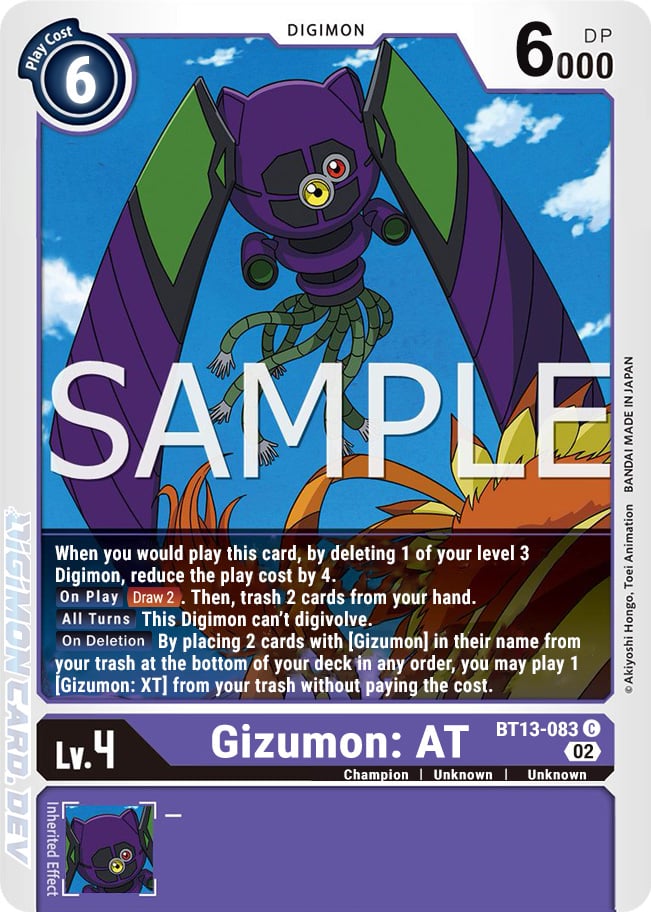 Play Cost
6
DIGIMON
6000
DP
SAMPLE
When you would play this card, by deleting 1 of your level 3
Digimon, reduce the play cost by 4.
On Play Draw 2. Then, trash 2 cards from your hand.
All Turns This Digimon can't digivolve.
On Deletion By placing 2 cards with [Gizumon] in their name from
your trash at the bottom of your deck in any order, you may play 1
[Gizumon: XT] from your trash without paying the cost.
© Akiyoshi Hongo, Toei Animation BANDAI MADE IN JAPAN
DIGIMON CARD.DEV
Lv.4
Gizumon: AT
BT13-083 C
02
Champion | Unknown | Unknown
Inherited Effect
—